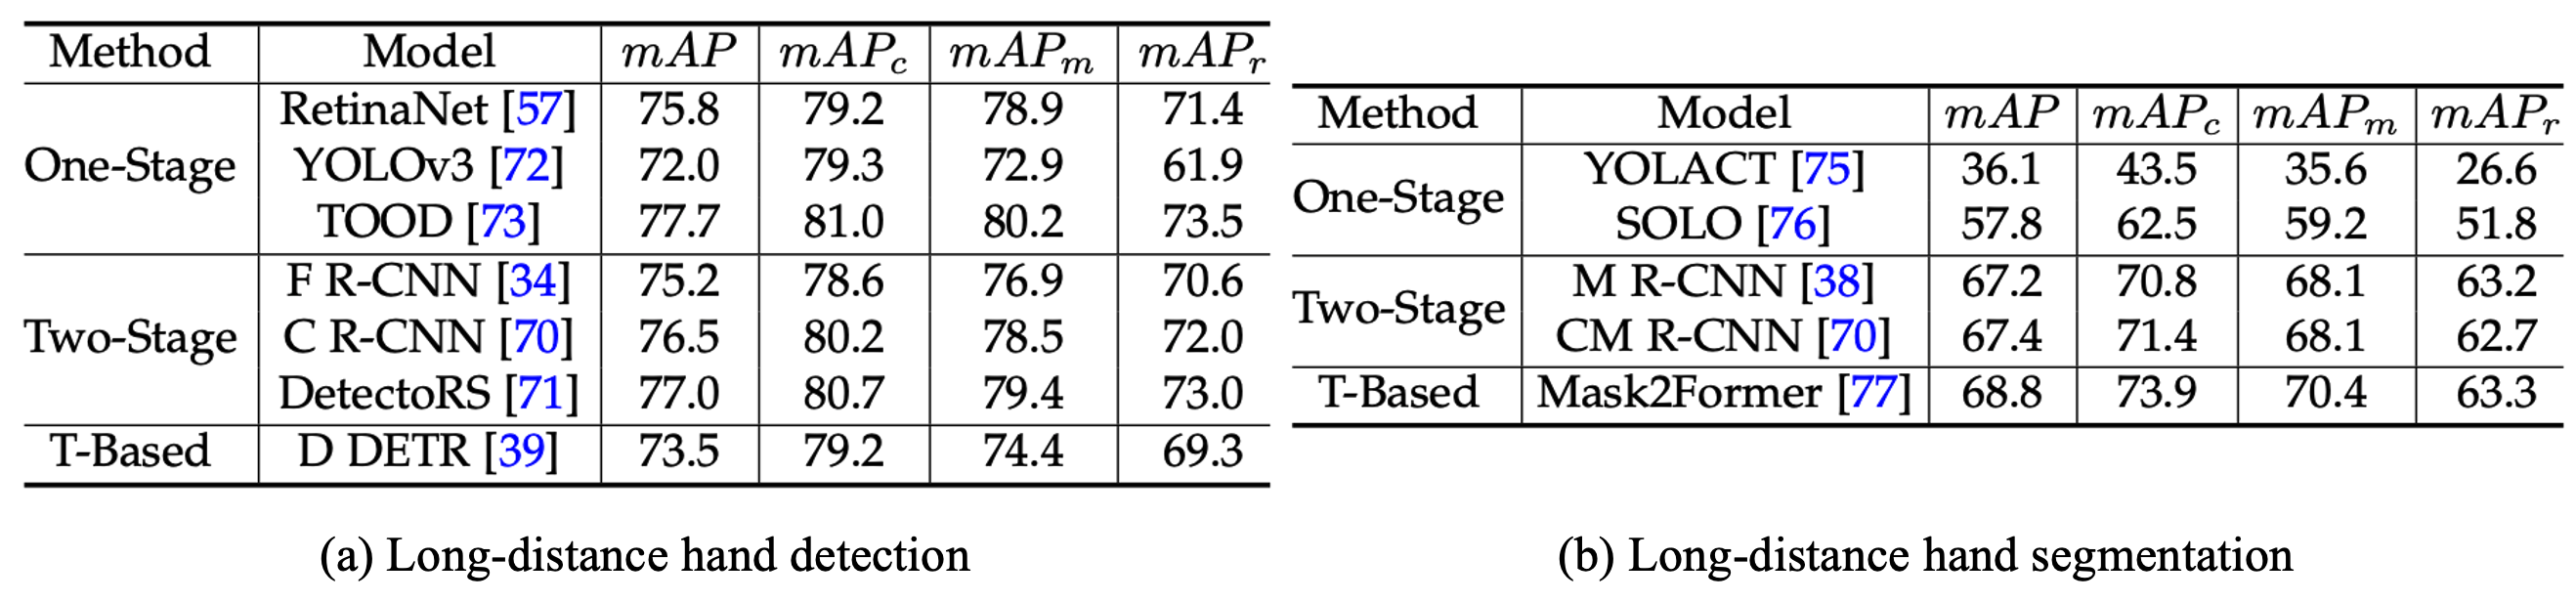 Method Model mAP mAP_c mAP_m mAP_r
One-Stage RetinaNet [57] 75.8 79.2 78.9 71.4
YOLOv3 [72] 72.0 79.3 72.9 61.9
TOOD [73] 77.7 81.0 80.2 73.5
Two-Stage F R-CNN [34] 75.2 78.6 76.9 70.6
C R-CNN [70] 76.5 80.2 78.5 72.0
DetectoRS [71] 77.0 80.7 79.4 73.0
T-Based D DETR [39] 73.5 79.2 74.4 69.3
(a) Long-distance hand detection
Method Model mAP mAP_c mAP_m mAP_r
One-Stage YOLACT [75] 36.1 43.5 35.6 26.6
SOLO [76] 57.8 62.5 59.2 51.8
Two-Stage M R-CNN [38] 67.2 70.8 68.1 63.2
CM R-CNN [70] 67.4 71.4 68.1 62.7
T-Based Mask2Former [77] 68.8 73.9 70.4 63.3
(b) Long-distance hand segmentation